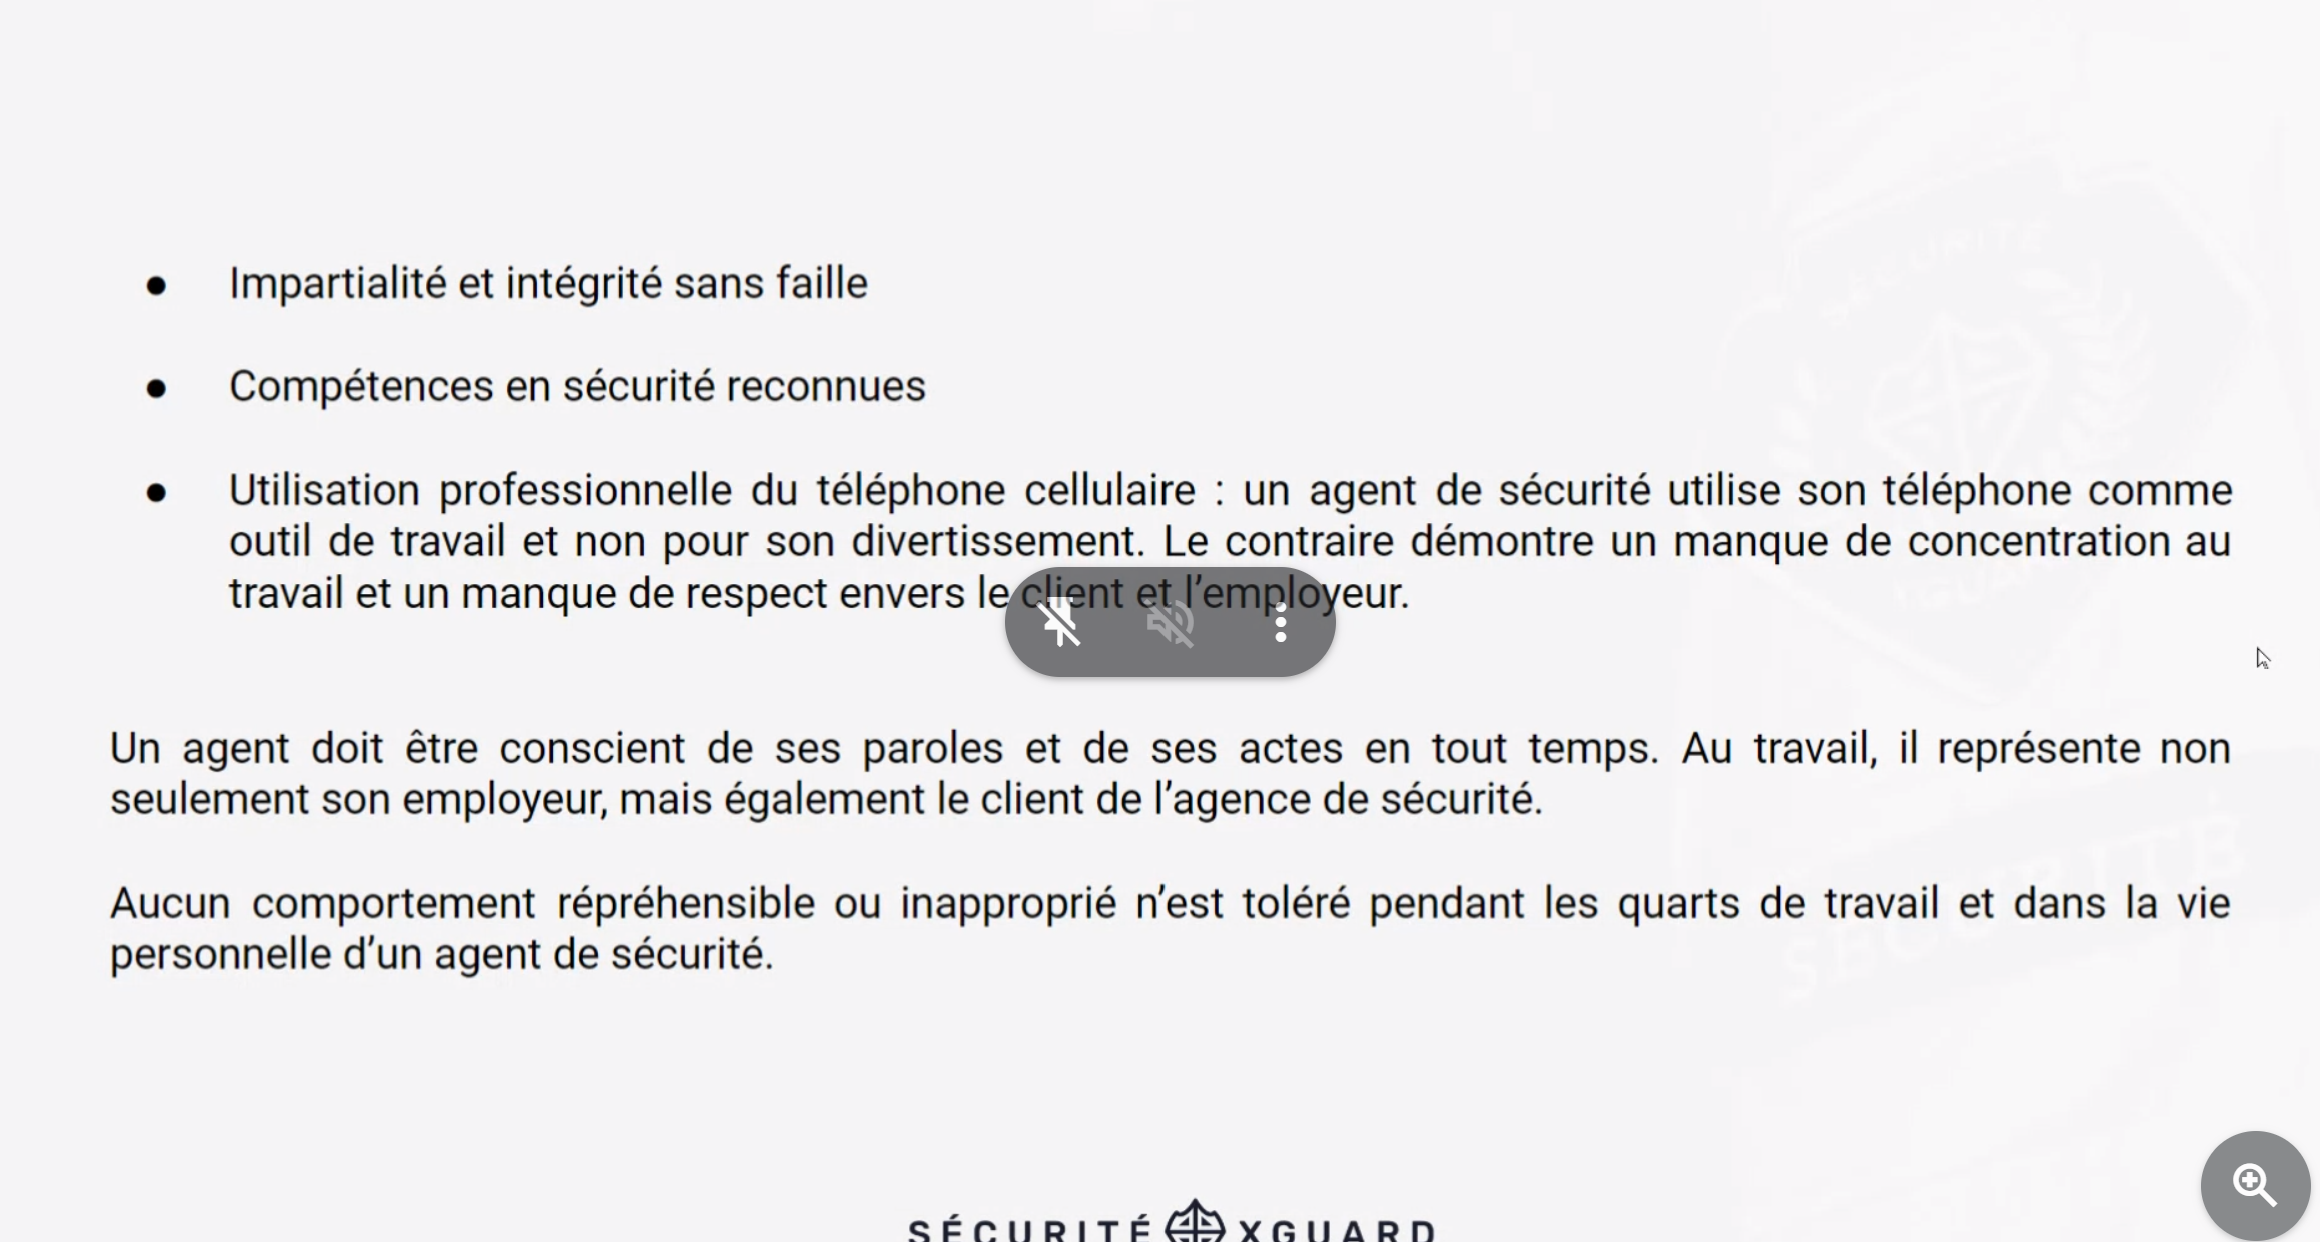 ● Impartialité et intégrité sans faille
● Compétences en sécurité reconnues
● Utilisation professionnelle du téléphone cellulaire : un agent de sécurité utilise son téléphone comme
outil de travail et non pour son divertissement. Le contraire démontre un manque de concentration au
travail et un manque de respect envers le client et l’employeur.
Un agent doit être conscient de ses paroles et de ses actes en tout temps. Au travail, il représente non
seulement son employeur, mais également le client de l’agence de sécurité.
Aucun comportement répréhensible ou inapproprié n’est toléré pendant les quarts de travail et dans la vie
personnelle d’un agent de sécurité.
SÉCURITÉ
SÉCURITÉ
SÉCURITÉ XGUARD